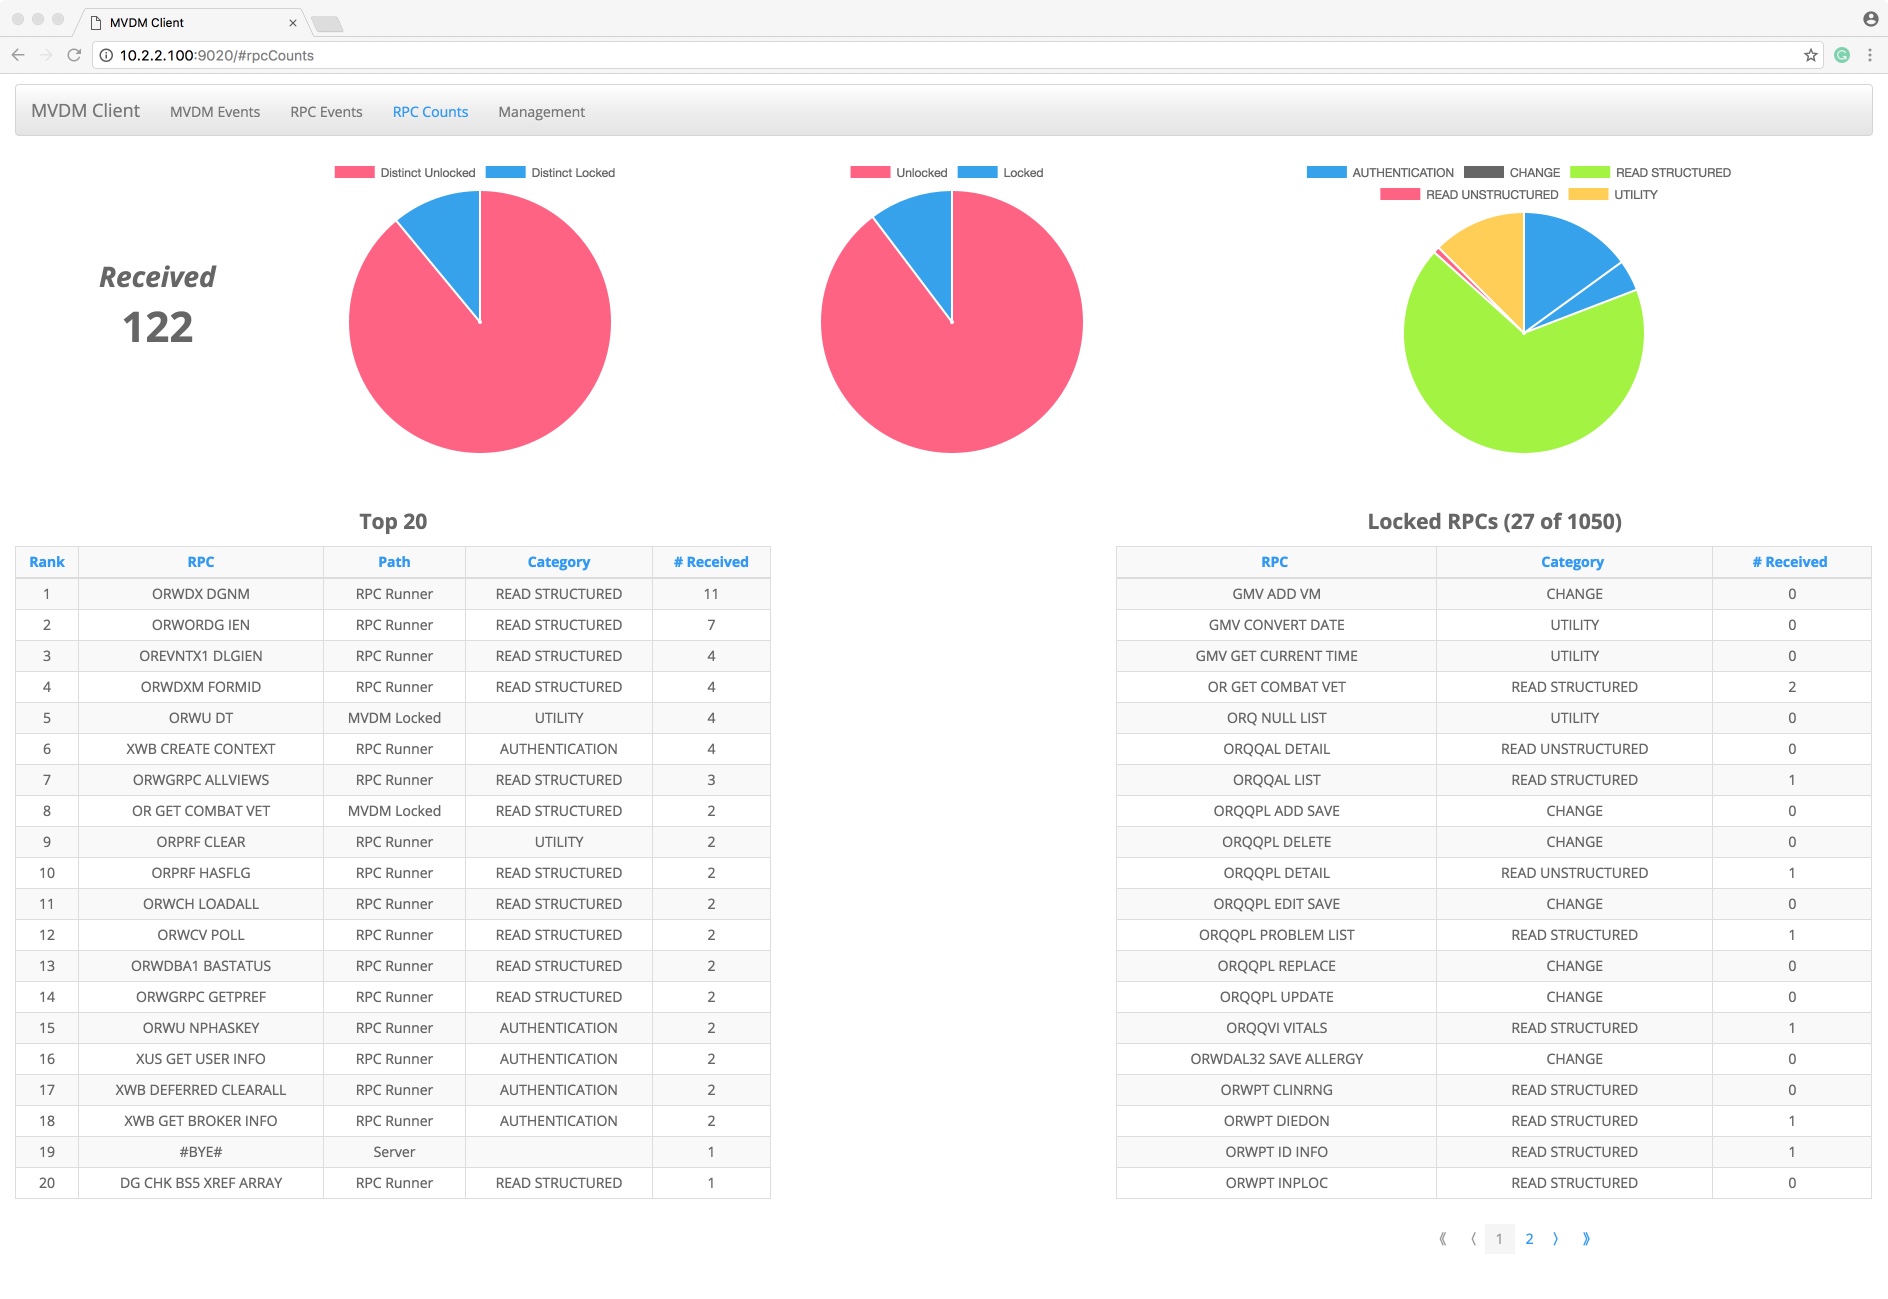 MVDM Client
10.2.2.100:9020/#rpcCounts
MVDM Client MVDM Events RPC Events RPC Counts Management
Received
122
Distinct Unlocked Distinct Locked
Unlocked Locked
AUTHENTICATION CHANGE READ STRUCTURED
READ UNSTRUCTURED UTILITY
Top 20
Rank RPC Path Category # Received
1 ORWDX DGNM RPC Runner READ STRUCTURED 11
2 ORWORDG IEN RPC Runner READ STRUCTURED 7
3 OREVNTX1 DLGIEN RPC Runner READ STRUCTURED 4
4 ORWDXM FORMID RPC Runner READ STRUCTURED 4
5 ORWU DT MVDM Locked UTILITY 4
6 XWB CREATE CONTEXT RPC Runner AUTHENTICATION 4
7 ORWGRPC ALLVIEWS RPC Runner READ STRUCTURED 3
8 OR GET COMBAT VET MVDM Locked READ STRUCTURED 2
9 ORPRF CLEAR RPC Runner UTILITY 2
10 ORPRF HASFLG RPC Runner READ STRUCTURED 2
11 ORWCH LOADALL RPC Runner READ STRUCTURED 2
12 ORWCV POLL RPC Runner READ STRUCTURED 2
13 ORWDBA1 BASTATUS RPC Runner READ STRUCTURED 2
14 ORWGRPC GETPREF RPC Runner READ STRUCTURED 2
15 ORWU NPHASKEY RPC Runner AUTHENTICATION 2
16 XUS GET USER INFO RPC Runner AUTHENTICATION 2
17 XWB DEFERRED CLEARALL RPC Runner AUTHENTICATION 2
18 XWB GET BROKER INFO RPC Runner AUTHENTICATION 2
19 #BYE# Server 1
20 DG CHK BS5 XREF ARRAY RPC Runner READ STRUCTURED 1
Locked RPCs (27 of 1050)
RPC Category # Received
GMV ADD VM CHANGE 0
GMV CONVERT DATE UTILITY 0
GMV GET CURRENT TIME UTILITY 0
OR GET COMBAT VET READ STRUCTURED 2
ORQ NULL LIST UTILITY 0
ORQQAL DETAIL READ UNSTRUCTURED 0
ORQQAL LIST READ STRUCTURED 1
ORQQPL ADD SAVE CHANGE 0
ORQQPL DELETE CHANGE 0
ORQQPL DETAIL READ UNSTRUCTURED 1
ORQQPL EDIT SAVE CHANGE 0
ORQQPL PROBLEM LIST READ STRUCTURED 1
ORQQPL REPLACE CHANGE 0
ORQQPL UPDATE CHANGE 0
ORQQVI VITALS READ STRUCTURED 1
ORWDAL32 SAVE ALLERGY CHANGE 0
ORWPT CLINRNG READ STRUCTURED 0
ORWPT DIEDON READ STRUCTURED 1
ORWPT ID INFO READ STRUCTURED 1
ORWPT INPLOC READ STRUCTURED 0
⟪ ⟨ 1 2 ⟩ ⟫